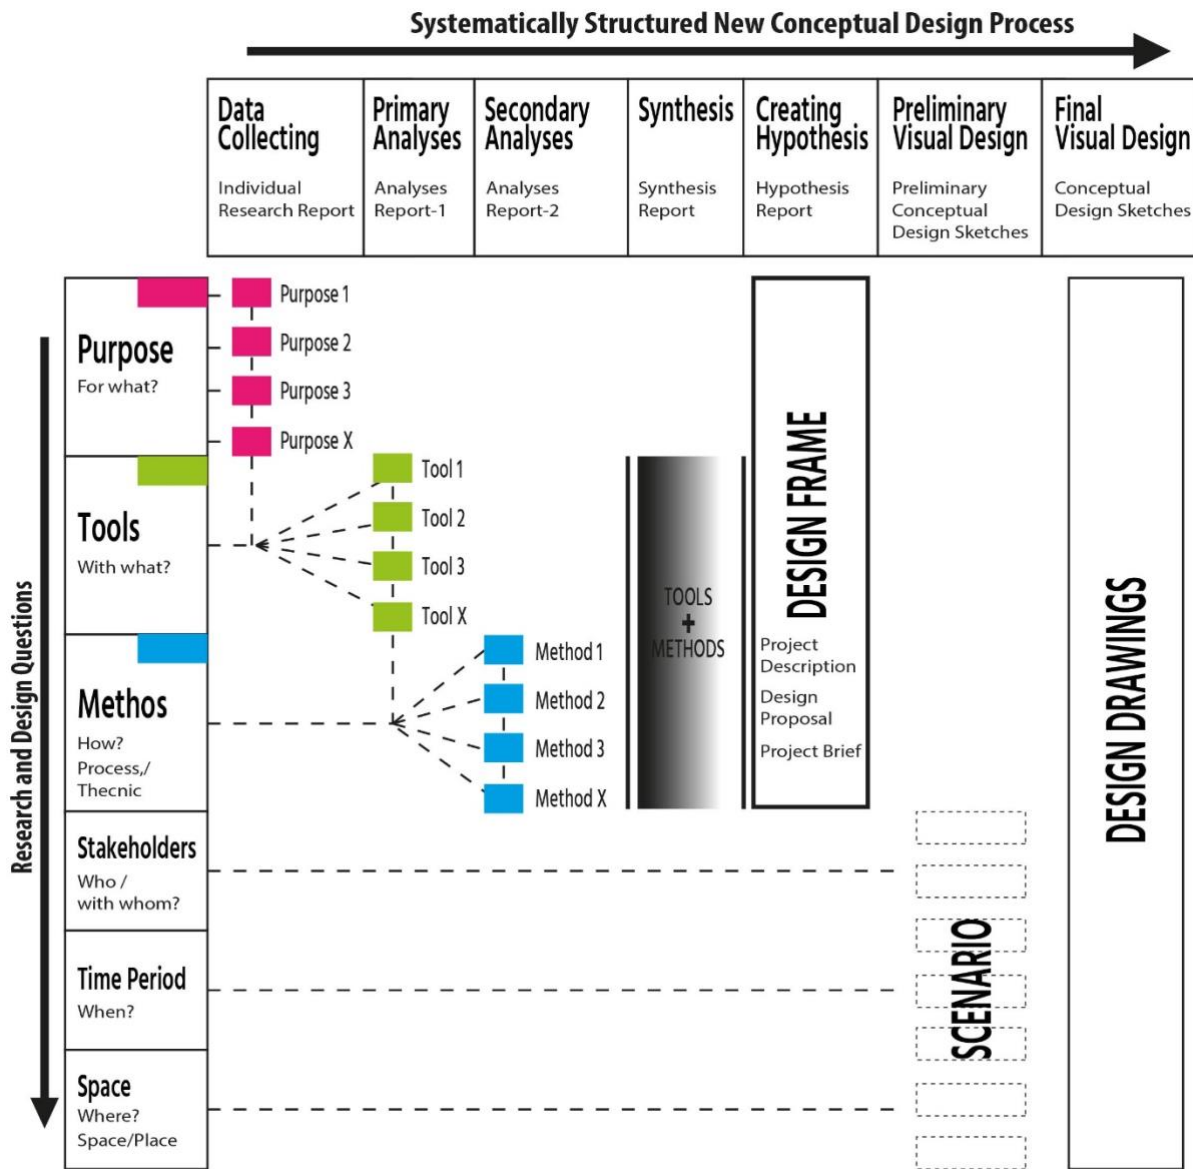 Systematically Structured New Conceptual Design Process
Data
Collecting
Individual
Research Report
Primary
Analyses
Analyses
Report-1
Secondary
Analyses
Analyses
Report-2
Synthesis
Synthesis
Report
Creating
Hypothesis
Hypothesis
Report
Preliminary
Visual Design
Preliminary
Conceptual
Design Sketches
Final
Visual Design
Conceptual
Design Sketches
Research and Design Questions
Purpose
For what?
Purpose 1
Purpose 2
Purpose 3
Purpose X
Tools
With what?
Tool 1
Tool 2
Tool 3
Tool X
Methos
How?
Process,/
Thecnic
Method 1
Method 2
Method 3
Method X
TOOLS
+
METHODS
DESIGN FRAME
Project
Description
Design
Proposal
Project Brief
Stakeholders
Who /
with whom?
Time Period
When?
Space
Where?
Space/Place
SCENARIO
DESIGN DRAWINGS